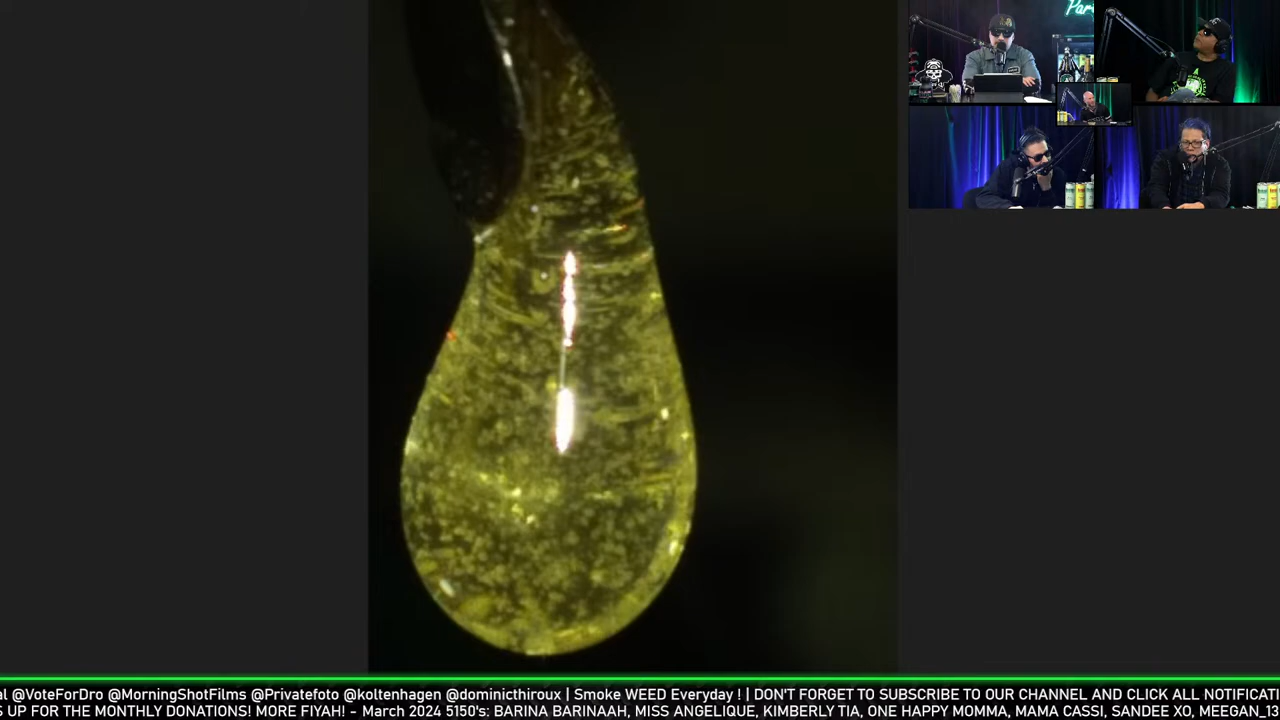 Par
al @VoteForDro @MorningShotFilms @Privatefoto @koltenhagen @dominicthiroux | Smoke WEED Everyday ! | DON'T FORGET TO SUBSCRIBE TO OUR CHANNEL AND CLICK ALL NOTIFICATI
S UP FOR THE MONTHLY DONATIONS! MORE FIYAH! - March 2024 5150's: BARINA BARINAAH, MISS ANGELIQUE, KIMBERLY TIA, ONE HAPPY MOMMA, MAMA CASSI, SANDEE XO, MEEGAN_13